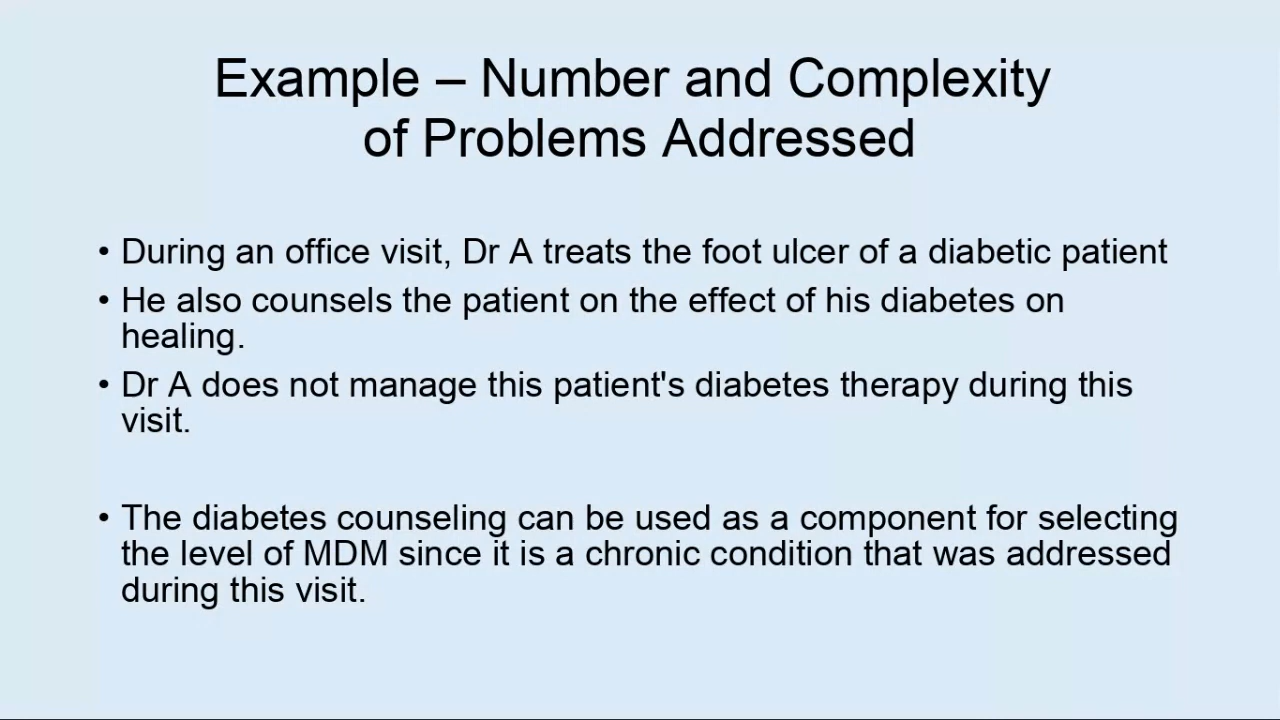 Example – Number and Complexity
of Problems Addressed
• During an office visit, Dr A treats the foot ulcer of a diabetic patient
• He also counsels the patient on the effect of his diabetes on
healing.
• Dr A does not manage this patient's diabetes therapy during this
visit.
• The diabetes counseling can be used as a component for selecting
the level of MDM since it is a chronic condition that was addressed
during this visit.